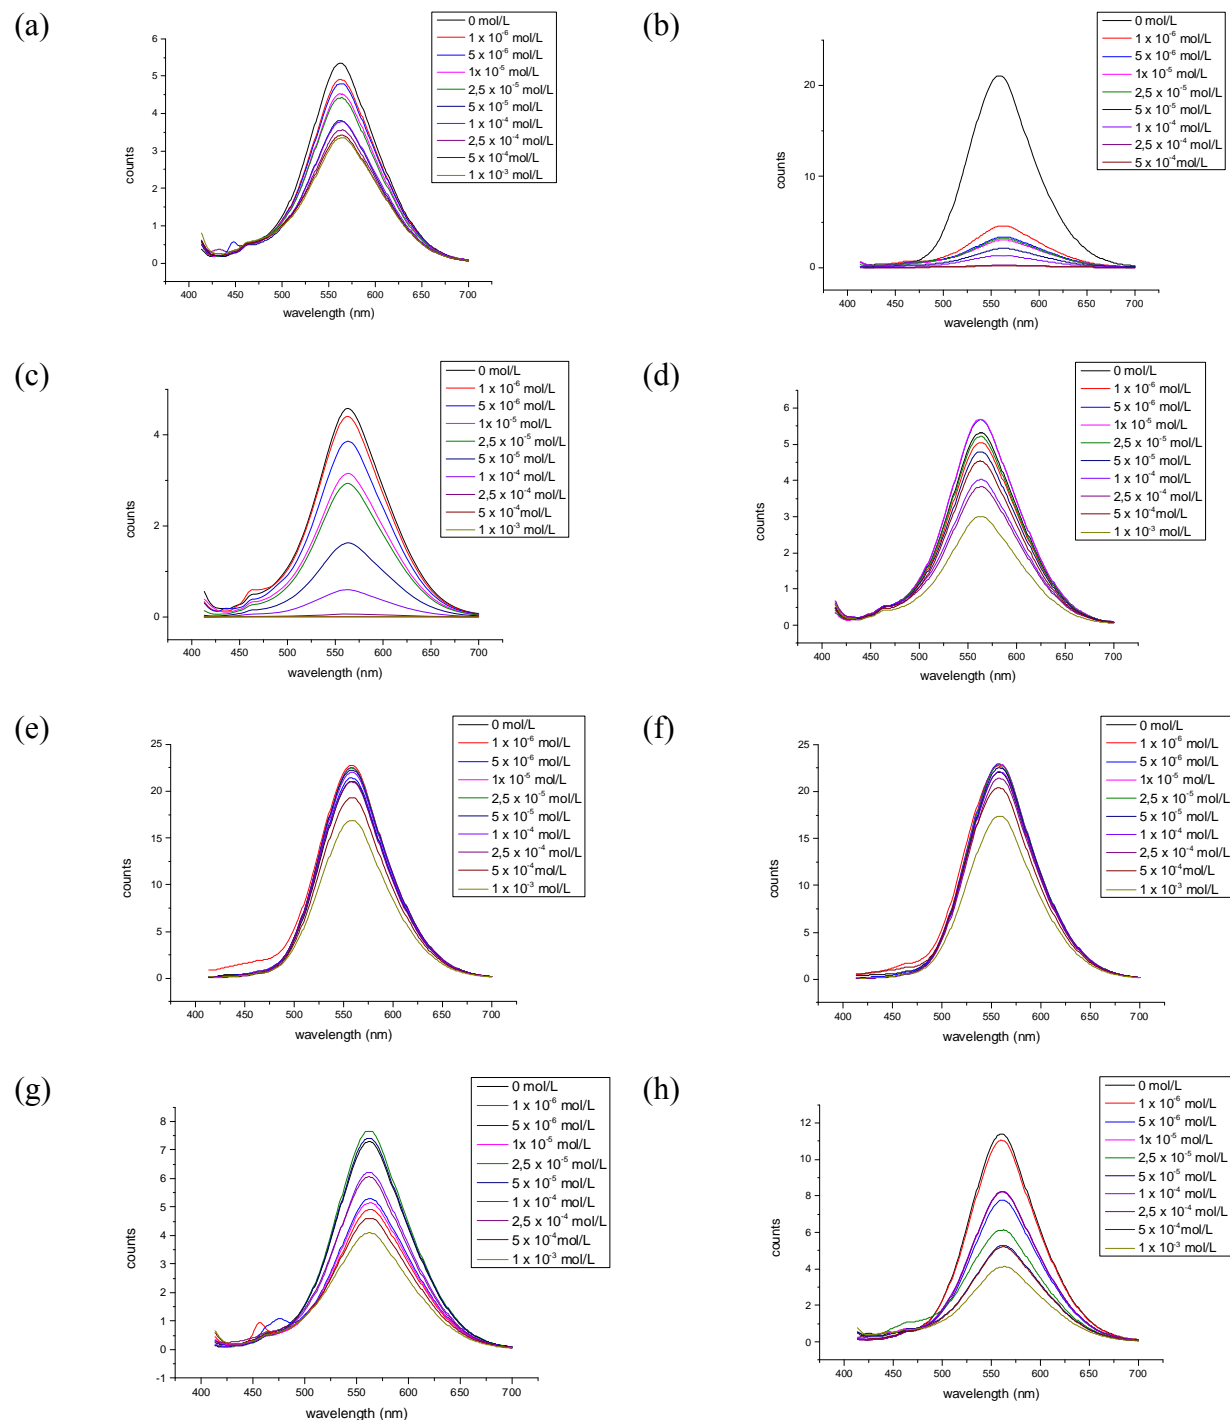 (a)
0 mol/L
1 x 10⁻⁶ mol/L
5 x 10⁻⁶ mol/L
1x 10⁻⁵ mol/L
2,5 x 10⁻⁵ mol/L
5 x 10⁻⁵ mol/L
1 x 10⁻⁴ mol/L
2,5 x 10⁻⁴ mol/L
5 x 10⁻⁴mol/L
1 x 10⁻³ mol/L
6
5
4
3
2
1
0
counts
400 450 500 550 600 650 700
wavelength (nm)
(b)
0 mol/L
1 x 10⁻⁶ mol/L
5 x 10⁻⁶ mol/L
1x 10⁻⁵ mol/L
2,5 x 10⁻⁵ mol/L
5 x 10⁻⁵ mol/L
1 x 10⁻⁴ mol/L
2,5 x 10⁻⁴ mol/L
5 x 10⁻⁴mol/L
20
10
0
counts
400 450 500 550 600 650 700
wavelength (nm)
(c)
0 mol/L
1 x 10⁻⁶ mol/L
5 x 10⁻⁶ mol/L
1x 10⁻⁵ mol/L
2,5 x 10⁻⁵ mol/L
5 x 10⁻⁵ mol/L
1 x 10⁻⁴ mol/L
2,5 x 10⁻⁴ mol/L
5 x 10⁻⁴mol/L
1 x 10⁻³ mol/L
4
2
0
counts
400 450 500 550 600 650 700
wavelength (nm)
(d)
0 mol/L
1 x 10⁻⁶ mol/L
5 x 10⁻⁶ mol/L
1x 10⁻⁵ mol/L
2,5 x 10⁻⁵ mol/L
5 x 10⁻⁵ mol/L
1 x 10⁻⁴ mol/L
2,5 x 10⁻⁴ mol/L
5 x 10⁻⁴mol/L
1 x 10⁻³ mol/L
6
5
4
3
2
1
0
counts
400 450 500 550 600 650 700
wavelength (nm)
(e)
0 mol/L
1 x 10⁻⁶ mol/L
5 x 10⁻⁶ mol/L
1x 10⁻⁵ mol/L
2,5 x 10⁻⁵ mol/L
5 x 10⁻⁵ mol/L
1 x 10⁻⁴ mol/L
2,5 x 10⁻⁴ mol/L
5 x 10⁻⁴mol/L
1 x 10⁻³ mol/L
25
20
15
10
5
0
counts
400 450 500 550 600 650 700
wavelength (nm)
(f)
0 mol/L
1 x 10⁻⁶ mol/L
5 x 10⁻⁶ mol/L
1x 10⁻⁵ mol/L
2,5 x 10⁻⁵ mol/L
5 x 10⁻⁵ mol/L
1 x 10⁻⁴ mol/L
2,5 x 10⁻⁴ mol/L
5 x 10⁻⁴mol/L
1 x 10⁻³ mol/L
25
20
15
10
5
0
counts
400 450 500 550 600 650 700
wavelength (nm)
(g)
0 mol/L
1 x 10⁻⁶ mol/L
5 x 10⁻⁶ mol/L
1x 10⁻⁵ mol/L
2,5 x 10⁻⁵ mol/L
5 x 10⁻⁵ mol/L
1 x 10⁻⁴ mol/L
2,5 x 10⁻⁴ mol/L
5 x 10⁻⁴mol/L
1 x 10⁻³ mol/L
8
7
6
5
4
3
2
1
0
-1
counts
400 450 500 550 600 650 700
wavelength (nm)
(h)
0 mol/L
1 x 10⁻⁶ mol/L
5 x 10⁻⁶ mol/L
1x 10⁻⁵ mol/L
2,5 x 10⁻⁵ mol/L
5 x 10⁻⁵ mol/L
1 x 10⁻⁴ mol/L
2,5 x 10⁻⁴ mol/L
5 x 10⁻⁴mol/L
1 x 10⁻³ mol/L
12
10
8
6
4
2
0
counts
400 450 500 550 600 650 700
wavelength (nm)